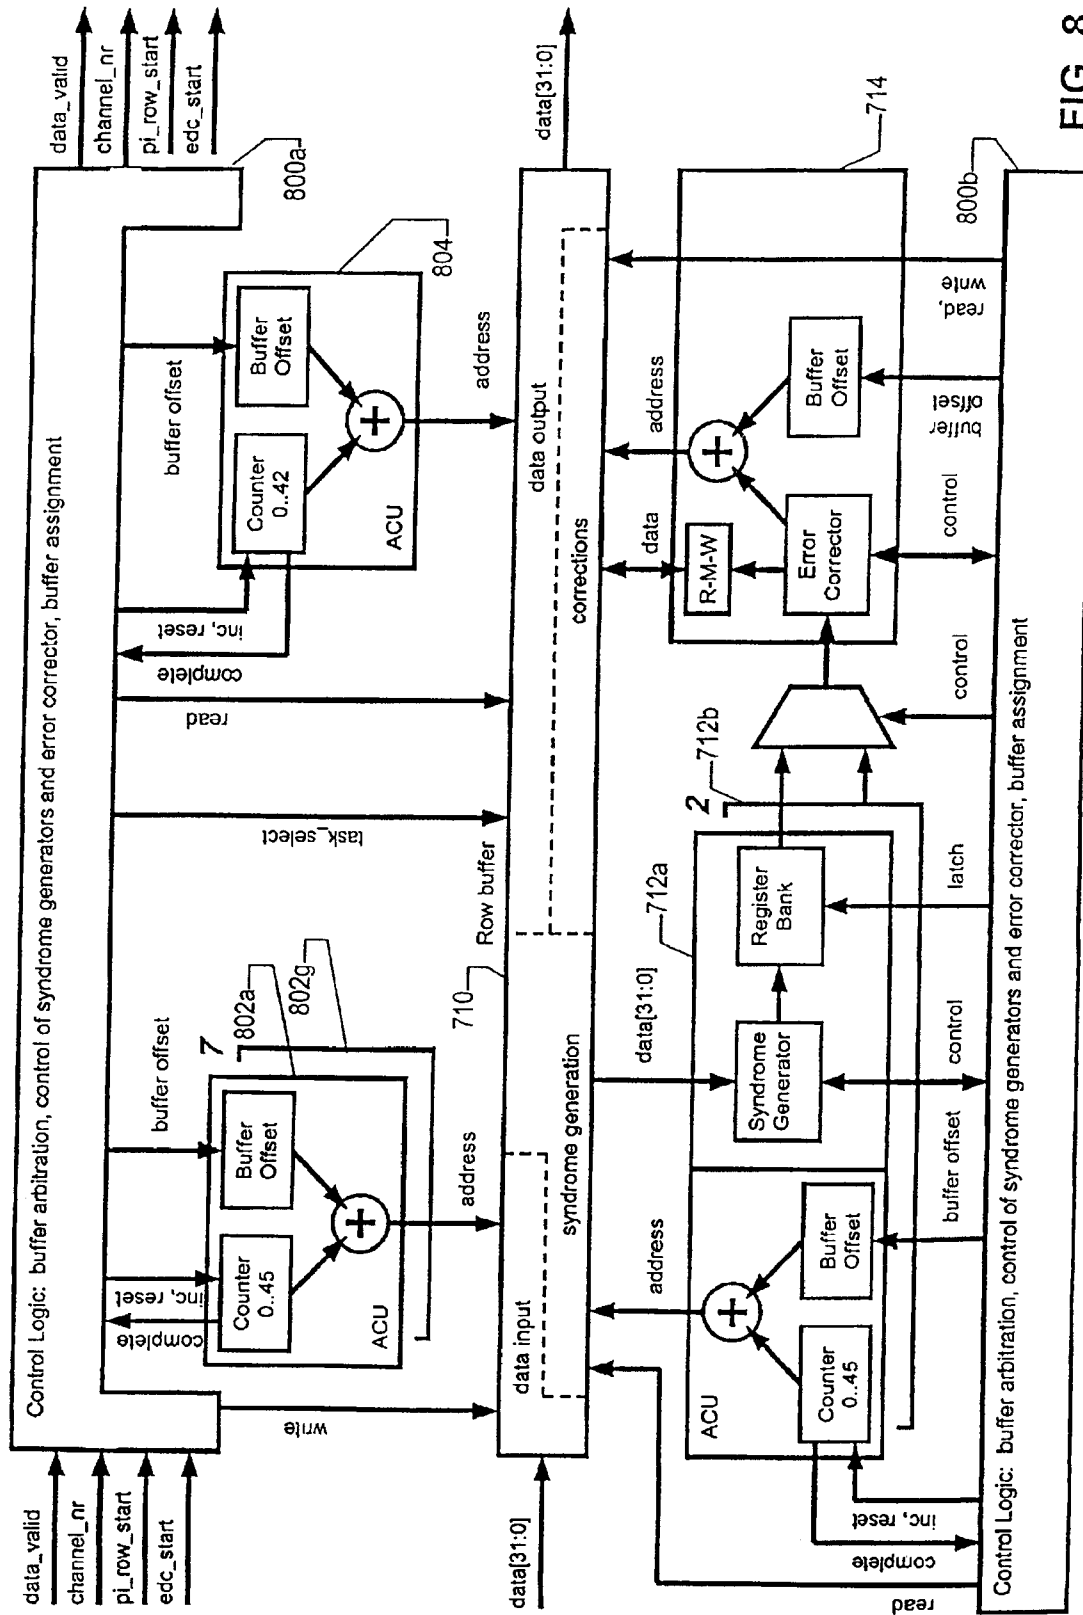 data_valid
channel_nr
pi_row_start
edc_start
Control Logic: buffer arbitration, control of syndrome generators and error corrector, buffer assignment
data_valid
channel_nr
pi_row_start
edc_start
800a
write
complete
inc, reset
buffer offset
7
802a
802g
Counter
0..45
Buffer
Offset
ACU
address
task_select
read
complete
inc, reset
buffer offset
804
Counter
0..42
Buffer
Offset
ACU
address
data[31:0]
710
Row buffer
data input
syndrome generation
data output
corrections
data[31:0]
address
data[31:0]
712a
2
712b
data
address
714
ACU
Counter
0..45
Buffer
Offset
Syndrome
Generator
Register
Bank
R-M-W
Error
Corrector
Buffer
Offset
read
complete
inc, reset
buffer offset
control
latch
control
control
buffer
offset
read,
write
800b
Control Logic: buffer arbitration, control of syndrome generators and error corrector, buffer assignment
FIG. 8